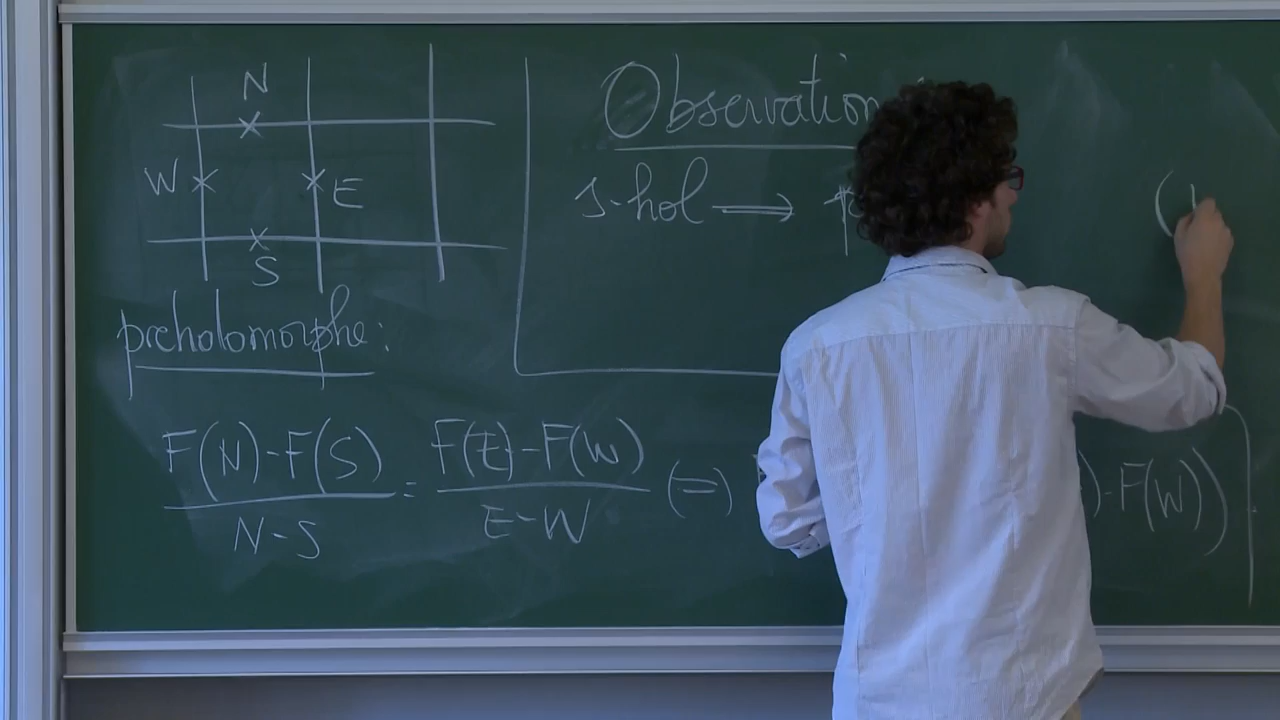 N
W E
S
preholomorphe:
F(N)-F(S) / N-S = F(E)-F(W) / E-W (=) )-F(W))
Observation
s-hol →
(